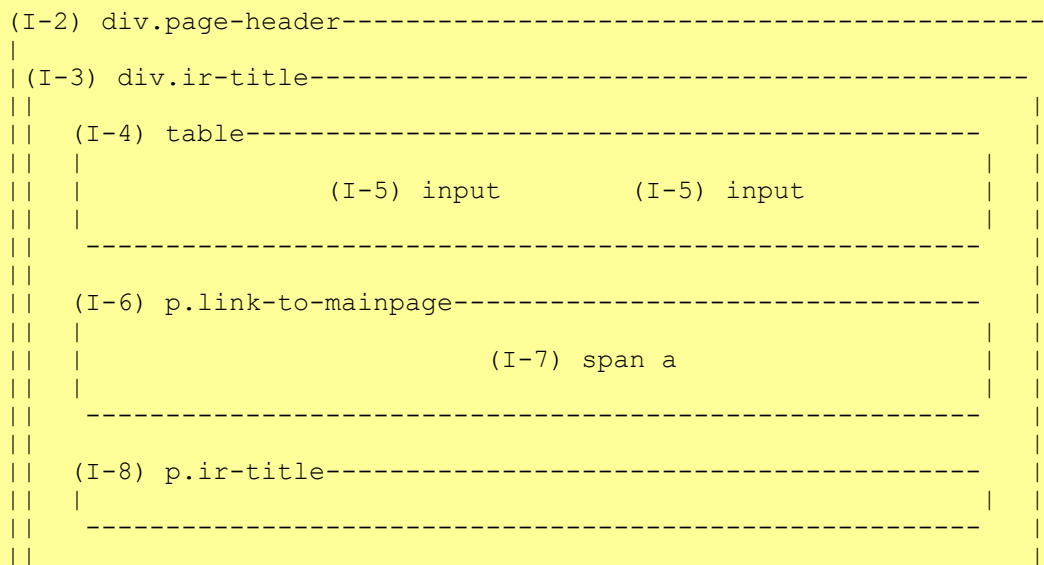 (I-2) div.page-header--------------------------------------------
|
|(I-3) div.ir-title---------------------------------------------
||                                                              |
||  (I-4) table----------------------------------------------   |
||  |                                                        |  |
||  |               (I-5) input        (I-5) input           |  |
||  |                                                        |  |
||   --------------------------------------------------------   |
||                                                              |
||  (I-6) p.link-to-mainpage---------------------------------   |
||  |                                                        |  |
||  |                         (I-7) span a                   |  |
||  |                                                        |  |
||   --------------------------------------------------------   |
||                                                              |
||  (I-8) p.ir-title-----------------------------------------   |
||  |                                                        |  |
||   --------------------------------------------------------   |
||                                                              |